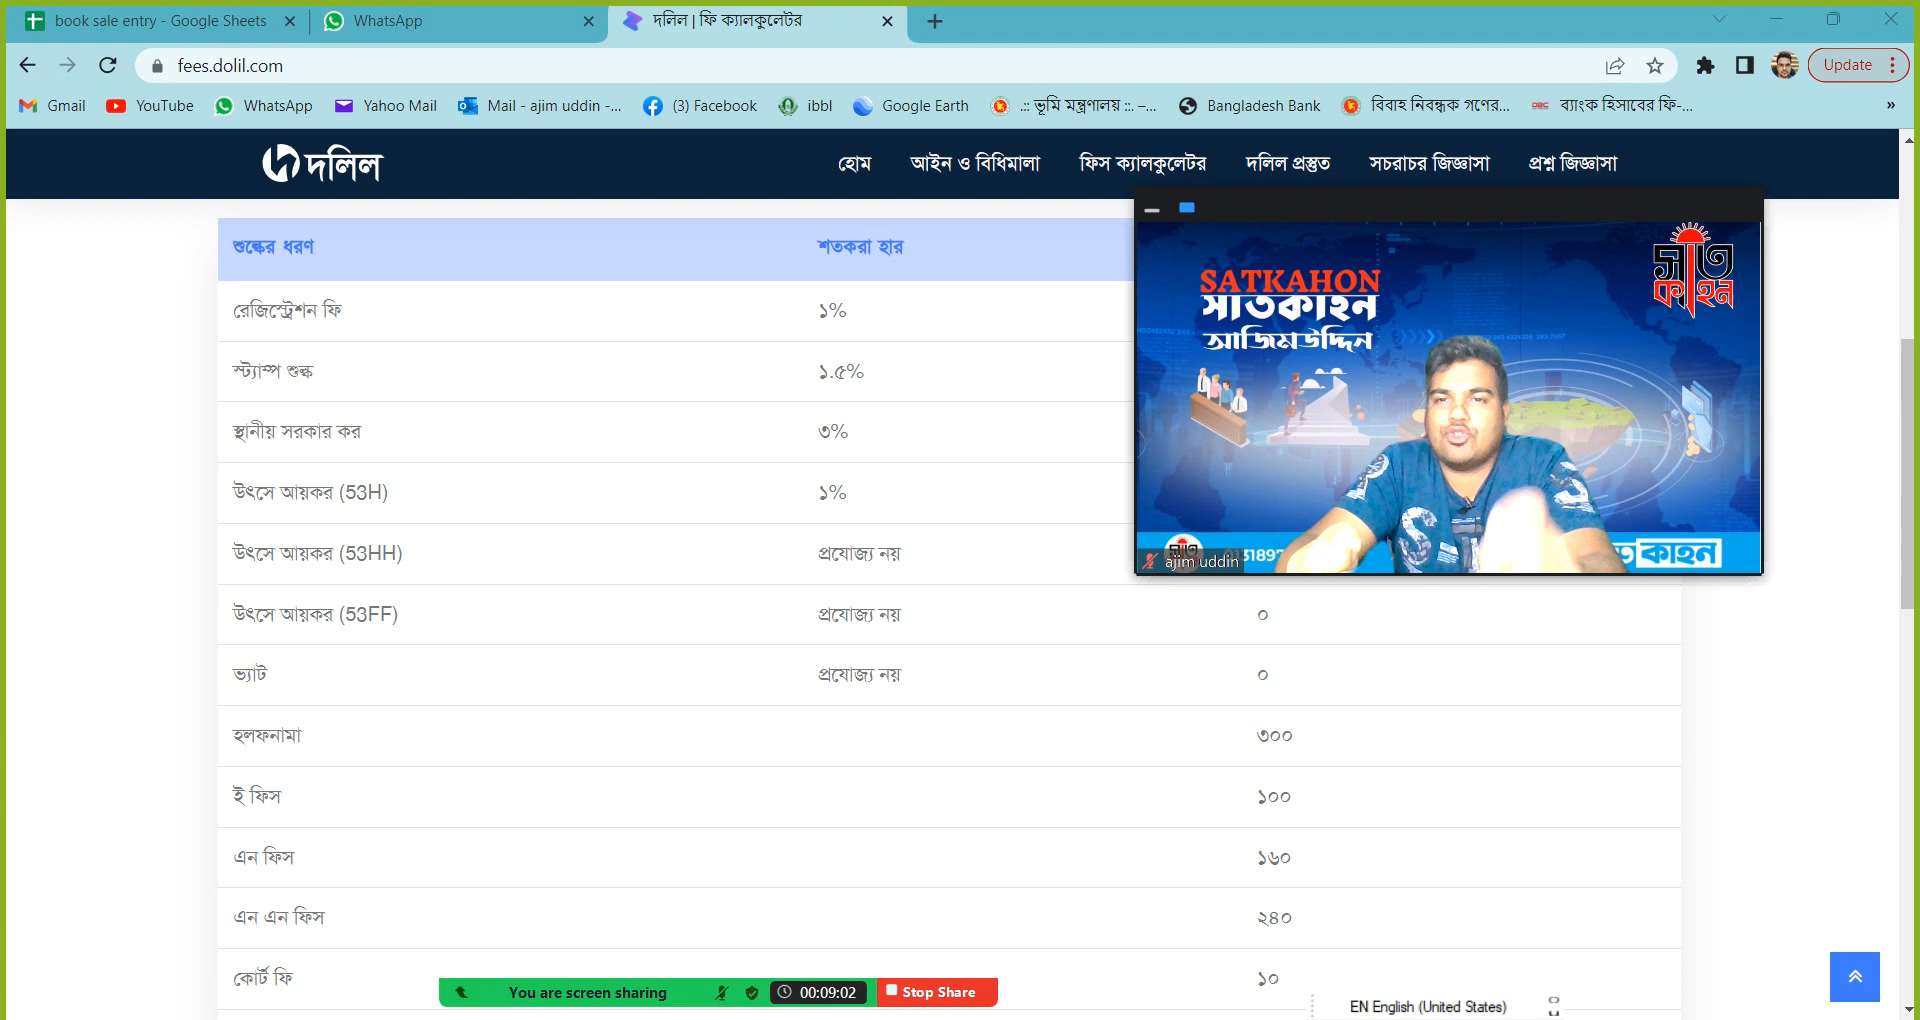 book sale entry - Google Sheets
WhatsApp
দলিল | ফি ক্যালকুলেটর
fees.dolil.com
Update
Gmail
YouTube
WhatsApp
Yahoo Mail
Mail - ajim uddin -...
(3) Facebook
ibbl
Google Earth
.:: ভূমি মন্ত্রণালয় ::. –...
Bangladesh Bank
বিবাহ নিবন্ধক গণের...
ব্যাংক হিসাবের ফি-...
»
দলিল
হোম
আইন ও বিধিমালা
ফিস ক্যালকুলেটর
দলিল প্রস্তুত
সচরাচর জিজ্ঞাসা
প্রশ্ন জিজ্ঞাসা
শুল্কের ধরণ শতকরা হার
রেজিস্ট্রেশন ফি ১%
স্ট্যাম্প শুল্ক ১.৫%
স্থানীয় সরকার কর ৩%
উৎসে আয়কর (53H) ১%
উৎসে আয়কর (53HH) প্রযোজ্য নয়
উৎসে আয়কর (53FF) প্রযোজ্য নয় ০
ভ্যাট প্রযোজ্য নয় ০
হলফনামা ৩০০
ই ফিস ১০০
এন ফিস ১৬০
এন এন ফিস ২৪০
কোর্ট ফি ১০
SATKAHON
সাতকাহন
আজিমউদ্দিন
সাত
কাহন
কাহন
ajim uddin
You are screen sharing
00:09:02
Stop Share
EN English (United States)